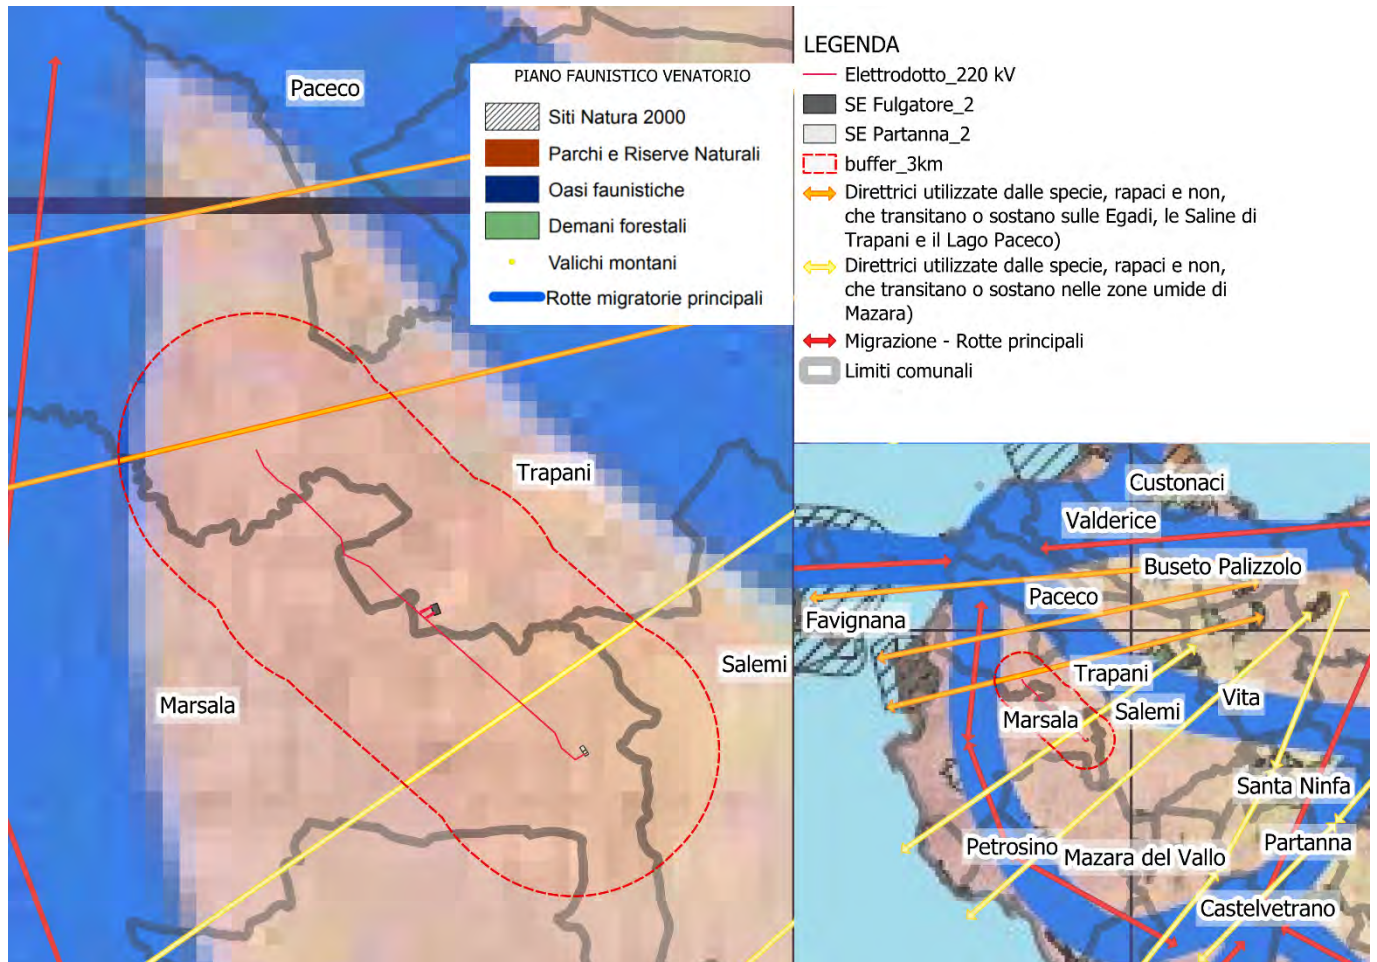 Paceco
Trapani
Marsala
Salemi
PIANO FAUNISTICO VENATORIO
Siti Natura 2000
Parchi e Riserve Naturali
Oasi faunistiche
Demani forestali
Valichi montani
Rotte migratorie principali
LEGENDA
Elettrodotto_220 kV
SE Fulgatore_2
SE Partanna_2
buffer_3km
Direttrici utilizzate dalle specie, rapaci e non,
che transitano o sostano sulle Egadi, le Saline di
Trapani e il Lago Paceco)
Direttrici utilizzate dalle specie, rapaci e non,
che transitano o sostano nelle zone umide di
Mazara)
Migrazione - Rotte principali
Limiti comunali
Custonaci
Valderice
Buseto Palizzolo
Paceco
Favignana
Trapani
Marsala
Salemi
Vita
Santa Ninfa
Petrosino
Mazara del Vallo
Partanna
Castelvetrano